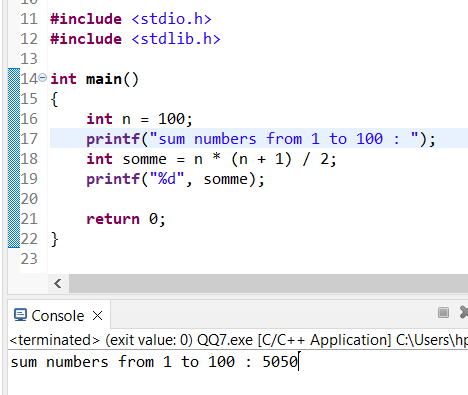 11 #include <stdio.h>
12 #include <stdlib.h>
13
14 int main()
15 {
16     int n = 100;
17     printf("sum numbers from 1 to 100 : ");
18     int somme = n * (n + 1) / 2;
19     printf("%d", somme);
20
21     return 0;
22 }
23
Console
<terminated> (exit value: 0) QQ7.exe [C/C++ Application] C:\Users\hp
sum numbers from 1 to 100 : 5050